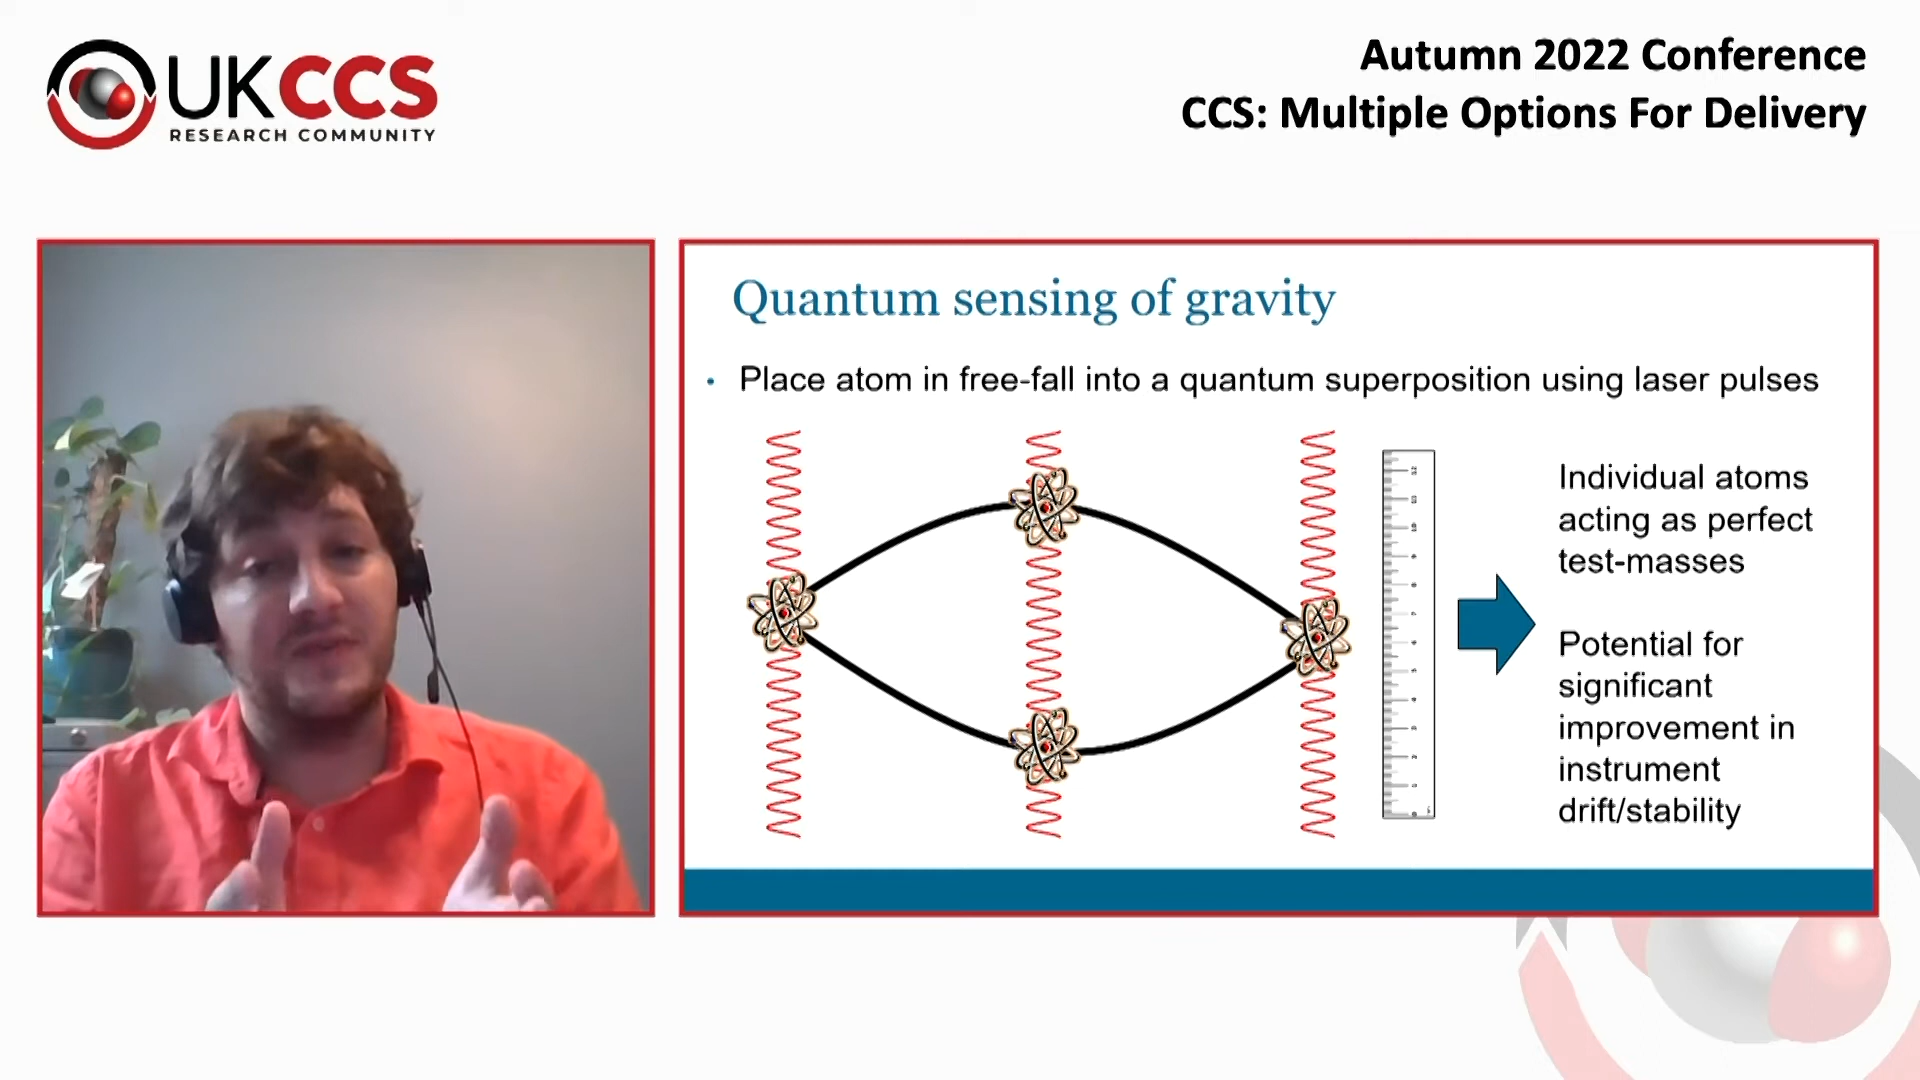 UKCCS
RESEARCH COMMUNITY
Autumn 2022 Conference
CCS: Multiple Options For Delivery
Quantum sensing of gravity
• Place atom in free-fall into a quantum superposition using laser pulses
Individual atoms
acting as perfect
test-masses
Potential for
significant
improvement in
instrument
drift/stability